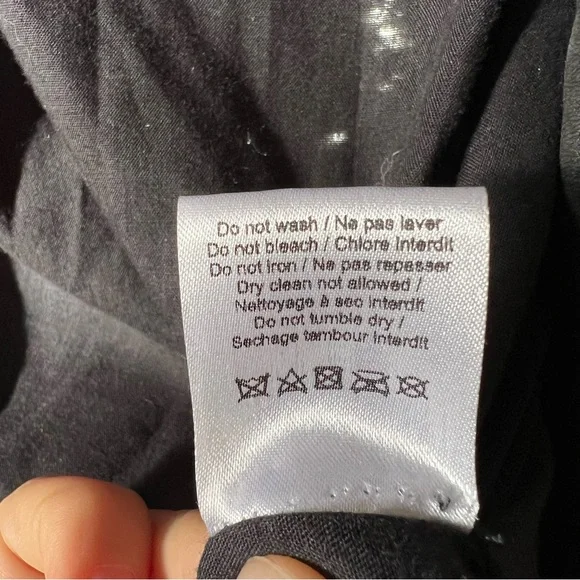 Do not wash / Ne pas laver
Do not bleach / Chlore interdit
Do not iron / Ne pas repasser
Dry clean not allowed /
Nettoyage à sec interdit
Do not tumble dry /
Sechage tambour interdit